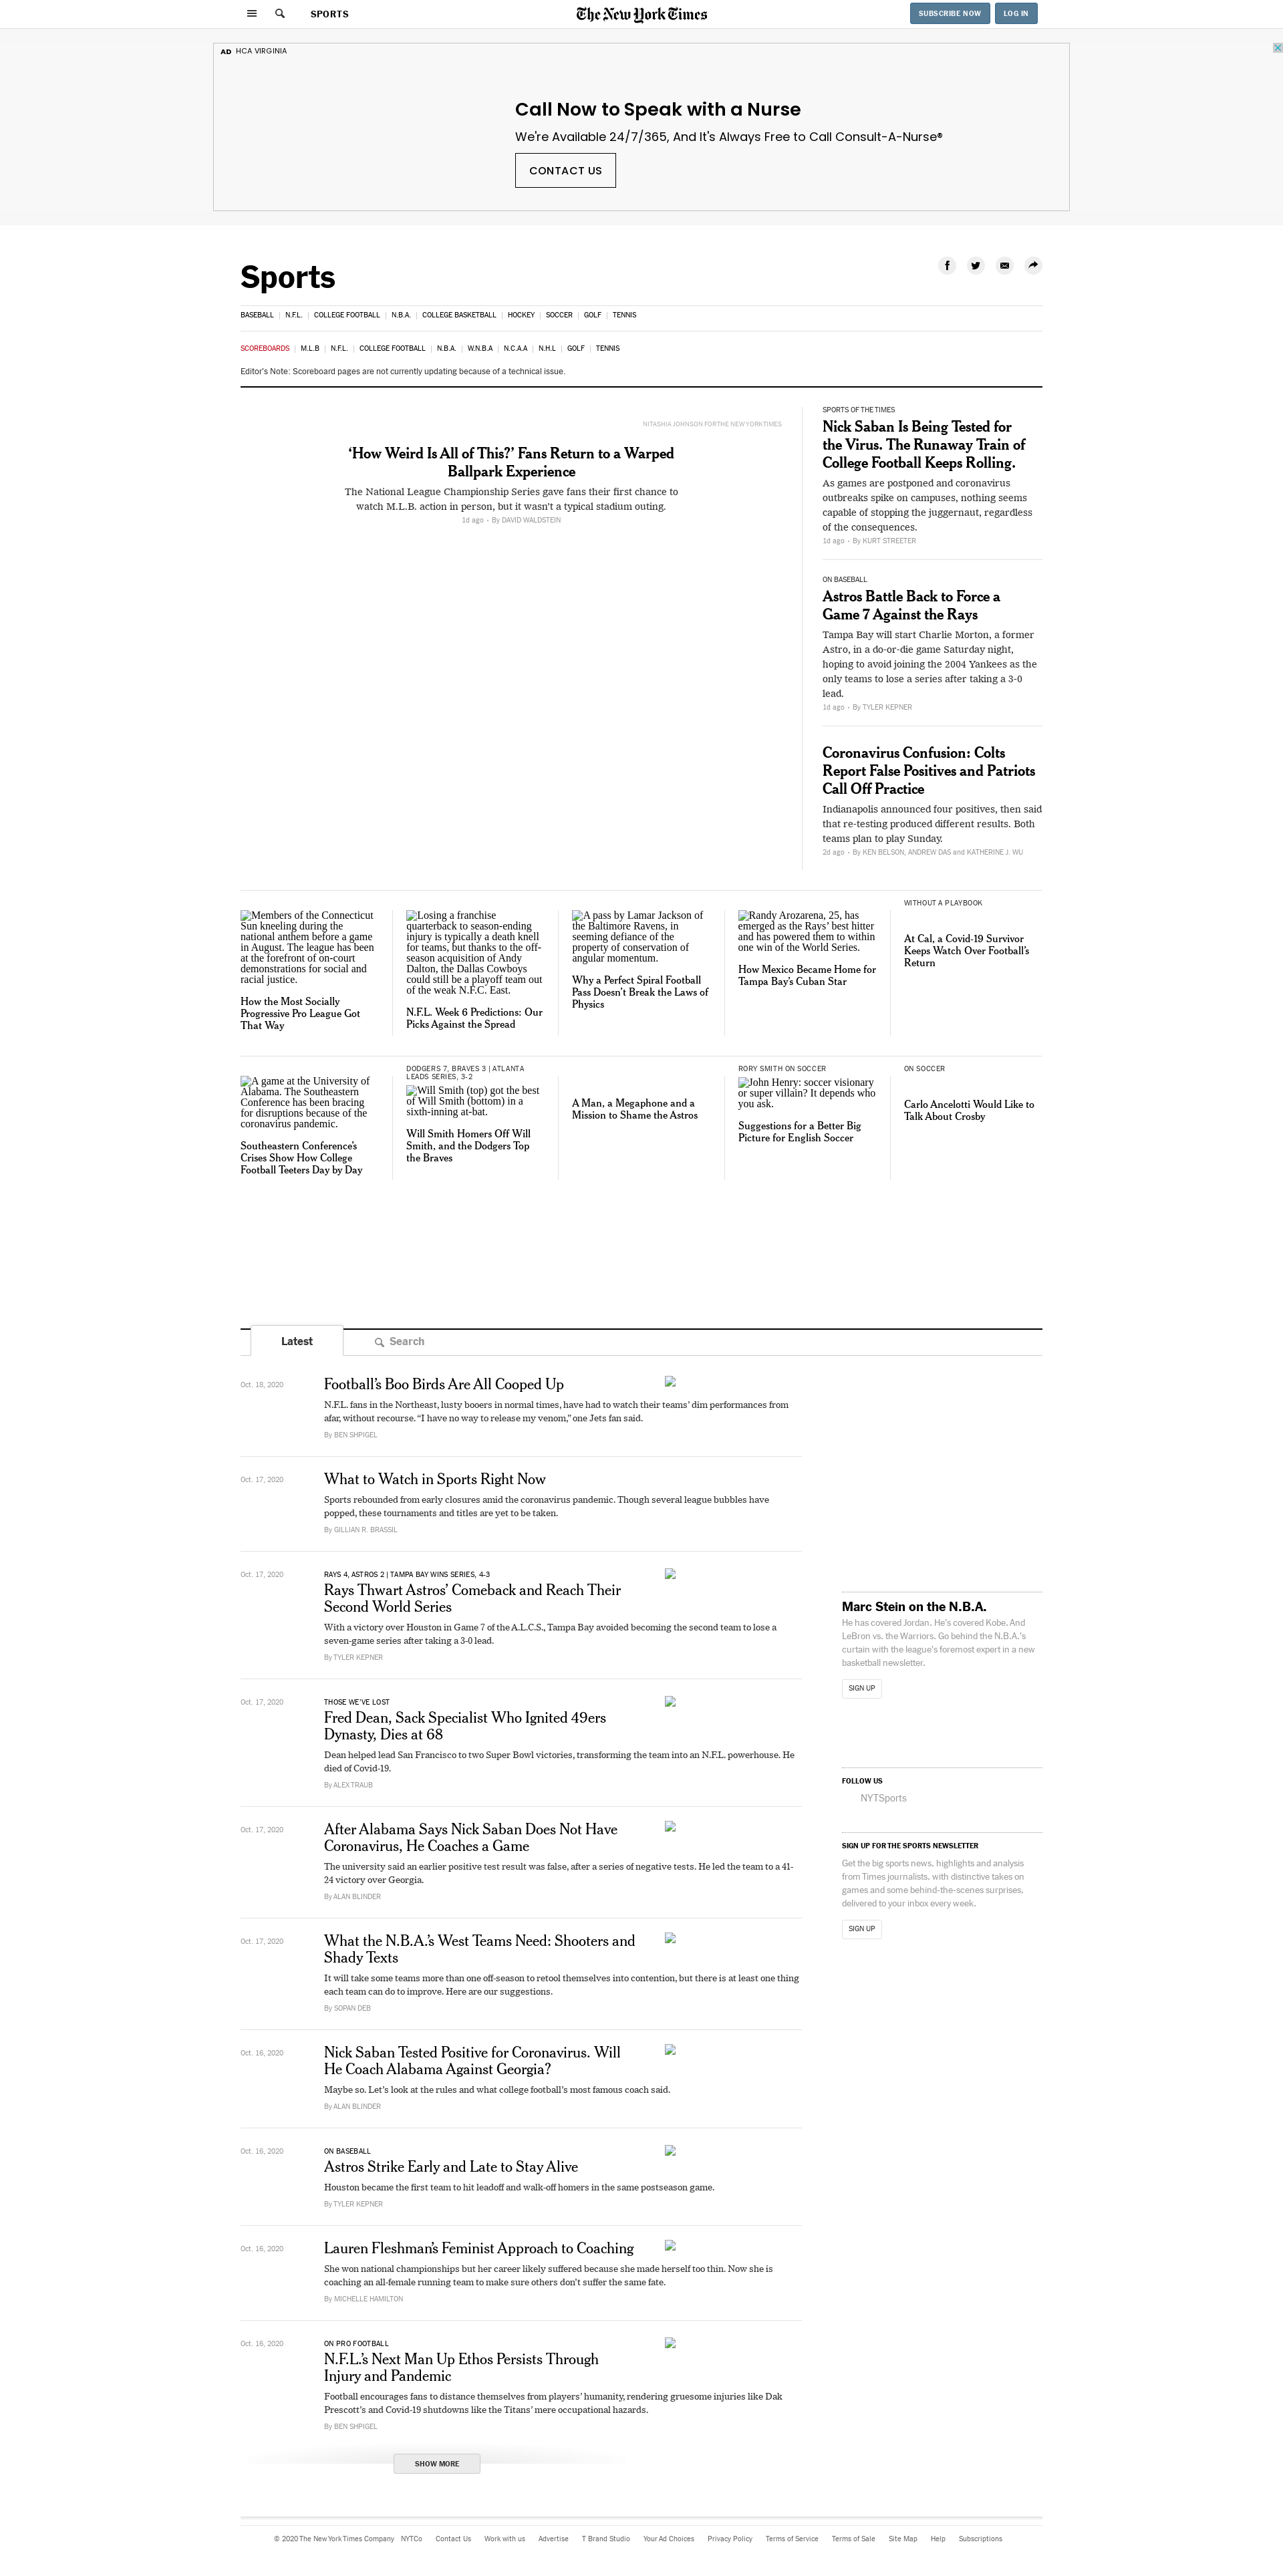 SPORTS
The New York Times
SUBSCRIBE NOW
LOG IN
AD HCA VIRGINIA
Call Now to Speak with a Nurse
We're Available 24/7/365, And It's Always Free to Call Consult-A-Nurse®
CONTACT US
Sports
BASEBALL | N.F.L. | COLLEGE FOOTBALL | N.B.A. | COLLEGE BASKETBALL | HOCKEY | SOCCER | GOLF | TENNIS
SCOREBOARDS | M.L.B | N.F.L. | COLLEGE FOOTBALL | N.B.A. | W.N.B.A | N.C.A.A | N.H.L | GOLF | TENNIS
Editor's Note: Scoreboard pages are not currently updating because of a technical issue.
NITASHIA JOHNSON FOR THE NEW YORK TIMES
‘How Weird Is All of This?’ Fans Return to a Warped
Ballpark Experience
The National League Championship Series gave fans their first chance to
watch M.L.B. action in person, but it wasn't a typical stadium outing.
1d ago • By DAVID WALDSTEIN
SPORTS OF THE TIMES
Nick Saban Is Being Tested for
the Virus. The Runaway Train of
College Football Keeps Rolling.
As games are postponed and coronavirus
outbreaks spike on campuses, nothing seems
capable of stopping the juggernaut, regardless
of the consequences.
1d ago • By KURT STREETER
ON BASEBALL
Astros Battle Back to Force a
Game 7 Against the Rays
Tampa Bay will start Charlie Morton, a former
Astro, in a do-or-die game Saturday night,
hoping to avoid joining the 2004 Yankees as the
only teams to lose a series after taking a 3-0
lead.
1d ago • By TYLER KEPNER
Coronavirus Confusion: Colts
Report False Positives and Patriots
Call Off Practice
Indianapolis announced four positives, then said
that re-testing produced different results. Both
teams plan to play Sunday.
2d ago • By KEN BELSON, ANDREW DAS and KATHERINE J. WU
Members of the Connecticut
Sun kneeling during the
national anthem before a game
in August. The league has been
at the forefront of on-court
demonstrations for social and
racial justice.
How the Most Socially
Progressive Pro League Got
That Way
Losing a franchise
quarterback to season-ending
injury is typically a death knell
for teams, but thanks to the off-
season acquisition of Andy
Dalton, the Dallas Cowboys
could still be a playoff team out
of the weak N.F.C. East.
N.F.L. Week 6 Predictions: Our
Picks Against the Spread
A pass by Lamar Jackson of
the Baltimore Ravens, in
seeming defiance of the
property of conservation of
angular momentum.
Why a Perfect Spiral Football
Pass Doesn't Break the Laws of
Physics
Randy Arozarena, 25, has
emerged as the Rays’ best hitter
and has powered them to within
one win of the World Series.
How Mexico Became Home for
Tampa Bay’s Cuban Star
WITHOUT A PLAYBOOK
At Cal, a Covid-19 Survivor
Keeps Watch Over Football’s
Return
A game at the University of
Alabama. The Southeastern
Conference has been bracing
for disruptions because of the
coronavirus pandemic.
Southeastern Conference’s
Crises Show How College
Football Teeters Day by Day
DODGERS 7, BRAVES 3 | ATLANTA
LEADS SERIES, 3-2
Will Smith (top) got the best
of Will Smith (bottom) in a
sixth-inning at-bat.
Will Smith Homers Off Will
Smith, and the Dodgers Top
the Braves
A Man, a Megaphone and a
Mission to Shame the Astros
RORY SMITH ON SOCCER
John Henry: soccer visionary
or super villain? It depends who
you ask.
Suggestions for a Better Big
Picture for English Soccer
ON SOCCER
Carlo Ancelotti Would Like to
Talk About Crosby
Latest
Search
Oct. 18, 2020
Football’s Boo Birds Are All Cooped Up
N.F.L. fans in the Northeast, lusty booers in normal times, have had to watch their teams’ dim performances from
afar, without recourse. “I have no way to release my venom,” one Jets fan said.
By BEN SHPIGEL
Oct. 17, 2020
What to Watch in Sports Right Now
Sports rebounded from early closures amid the coronavirus pandemic. Though several league bubbles have
popped, these tournaments and titles are yet to be taken.
By GILLIAN R. BRASSIL
Oct. 17, 2020
RAYS 4, ASTROS 2 | TAMPA BAY WINS SERIES, 4-3
Rays Thwart Astros’ Comeback and Reach Their
Second World Series
With a victory over Houston in Game 7 of the A.L.C.S., Tampa Bay avoided becoming the second team to lose a
seven-game series after taking a 3-0 lead.
By TYLER KEPNER
Oct. 17, 2020
THOSE WE'VE LOST
Fred Dean, Sack Specialist Who Ignited 49ers
Dynasty, Dies at 68
Dean helped lead San Francisco to two Super Bowl victories, transforming the team into an N.F.L. powerhouse. He
died of Covid-19.
By ALEX TRAUB
Oct. 17, 2020
After Alabama Says Nick Saban Does Not Have
Coronavirus, He Coaches a Game
The university said an earlier positive test result was false, after a series of negative tests. He led the team to a 41-
24 victory over Georgia.
By ALAN BLINDER
Oct. 17, 2020
What the N.B.A.’s West Teams Need: Shooters and
Shady Texts
It will take some teams more than one off-season to retool themselves into contention, but there is at least one thing
each team can do to improve. Here are our suggestions.
By SOPAN DEB
Oct. 16, 2020
Nick Saban Tested Positive for Coronavirus. Will
He Coach Alabama Against Georgia?
Maybe so. Let’s look at the rules and what college football’s most famous coach said.
By ALAN BLINDER
Oct. 16, 2020
ON BASEBALL
Astros Strike Early and Late to Stay Alive
Houston became the first team to hit leadoff and walk-off homers in the same postseason game.
By TYLER KEPNER
Oct. 16, 2020
Lauren Fleshman’s Feminist Approach to Coaching
She won national championships but her career likely suffered because she made herself too thin. Now she is
coaching an all-female running team to make sure others don’t suffer the same fate.
By MICHELLE HAMILTON
Oct. 16, 2020
ON PRO FOOTBALL
N.F.L.’s Next Man Up Ethos Persists Through
Injury and Pandemic
Football encourages fans to distance themselves from players’ humanity, rendering gruesome injuries like Dak
Prescott’s and Covid-19 shutdowns like the Titans’ mere occupational hazards.
By BEN SHPIGEL
SHOW MORE
Marc Stein on the N.B.A.
He has covered Jordan. He's covered Kobe. And
LeBron vs. the Warriors. Go behind the N.B.A.'s
curtain with the league's foremost expert in a new
basketball newsletter.
SIGN UP
FOLLOW US
NYTSports
SIGN UP FOR THE SPORTS NEWSLETTER
Get the big sports news, highlights and analysis
from Times journalists, with distinctive takes on
games and some behind-the-scenes surprises,
delivered to your inbox every week.
SIGN UP
© 2020 The New York Times Company NYTCo Contact Us Work with us Advertise T Brand Studio Your Ad Choices Privacy Policy Terms of Service Terms of Sale Site Map Help Subscriptions